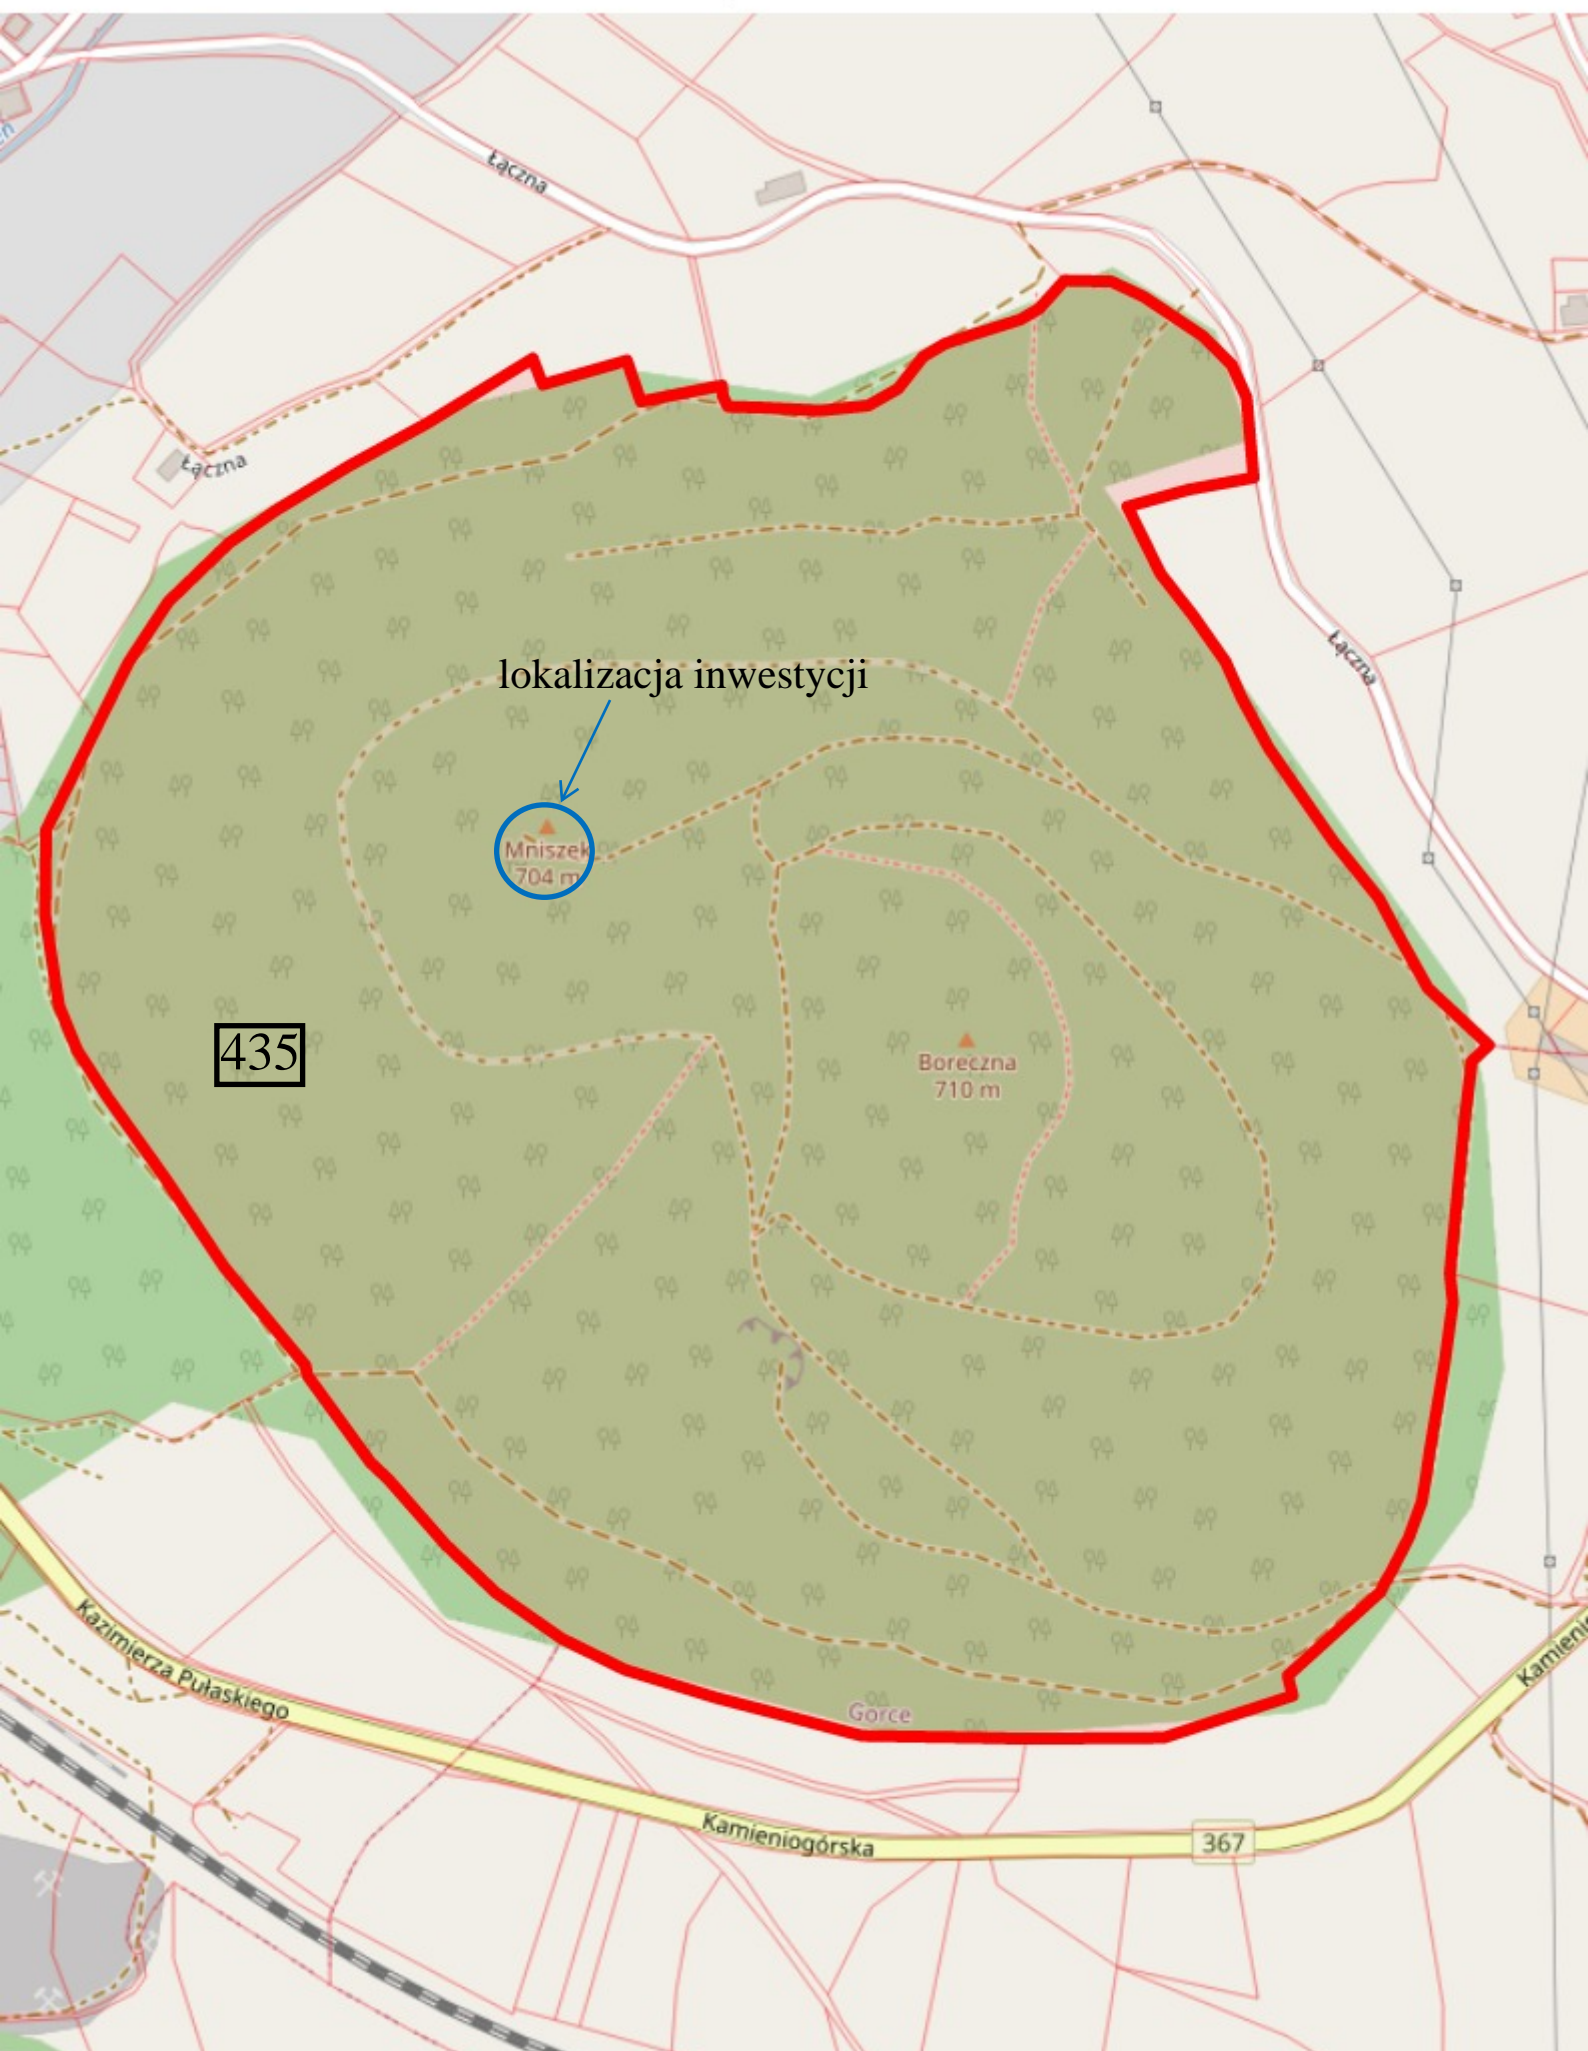 Łączna
Łączna
Łączna
lokalizacja inwestycji
Mniszek
704 m
435
Boreczna
710 m
Gorce
Kazimierza Pułaskiego
Kamieniogórska
367